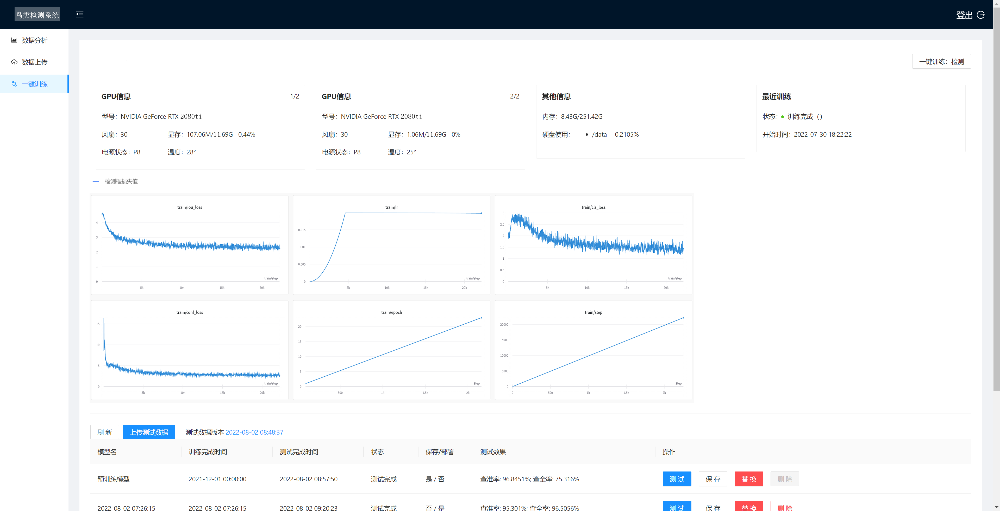 鸟类检测系统
登出
数据分析
数据上传
一键训练
一键训练：检测
GPU信息 1/2
型号：NVIDIA GeForce RTX 2080ti
风扇：30 显存：107.06M/11.69G 0.44%
电源状态：P8 温度：28°
GPU信息 2/2
型号：NVIDIA GeForce RTX 2080ti
风扇：30 显存：1.06M/11.69G 0%
电源状态：P8 温度：25°
其他信息
内存：8.43G/251.42G
硬盘使用： • /data 0.2105%
最近训练
状态： 训练完成（）
开始时间：2022-07-30 18:22:22
检测框损失值
train/iou_loss
4
3
2
1
0
train/step
5k 10k 15k 20k
train/lr
0.015
0.01
0.005
0
train/step
5k 10k 15k 20k
train/cls_loss
3
2.5
2
1.5
1
0.5
0
train/step
5k 10k 15k 20k
train/conf_loss
15
10
5
0
train/step
5k 10k 15k 20k
train/epoch
20
15
10
5
0
Step
500 1k 1.5k 2k
train/step
20000
15000
10000
5000
0
Step
0 500 1k 1.5k 2k
刷 新 上传测试数据 测试数据版本 2022-08-02 08:48:37
模型名 训练完成时间 测试完成时间 状态 保存/部署 测试效果 操作
预训练模型 2021-12-01 00:00:00 2022-08-02 08:57:50 测试完成 是 / 否 查准率: 96.8451%; 查全率: 75.316% 测 试 保 存 替 换 删 除
2022-08-02 07:26:15 2022-08-02 07:26:15 2022-08-02 09:20:23 测试完成 否 / 是 查准率: 95.301%; 查全率: 96.5056% 测 试 保 存 替 换 删 除